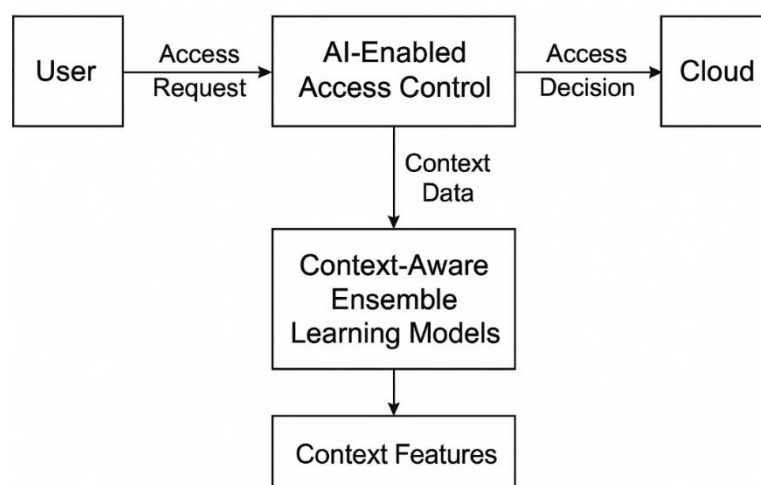 User
Access
Request
AI-Enabled
Access Control
Access
Decision
Cloud
Context
Data
Context-Aware
Ensemble
Learning Models
Context Features